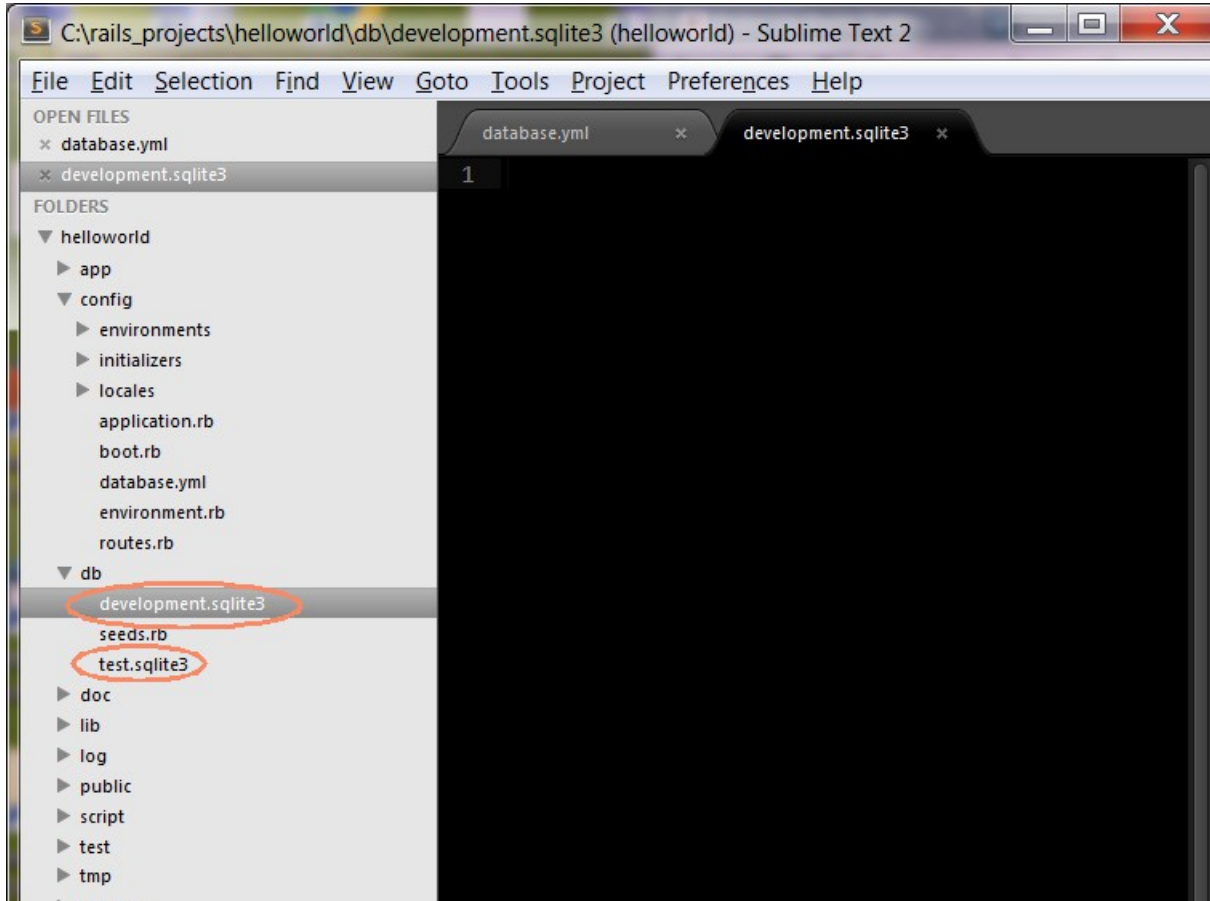 C:\rails_projects\helloworld\db\development.sqlite3 (helloworld) - Sublime Text 2
File Edit Selection Find View Goto Tools Project Preferences Help
OPEN FILES
database.yml
development.sqlite3
FOLDERS
helloworld
app
config
environments
initializers
locales
application.rb
boot.rb
database.yml
environment.rb
routes.rb
db
development.sqlite3
seeds.rb
test.sqlite3
doc
lib
log
public
script
test
tmp
database.yml development.sqlite3
1